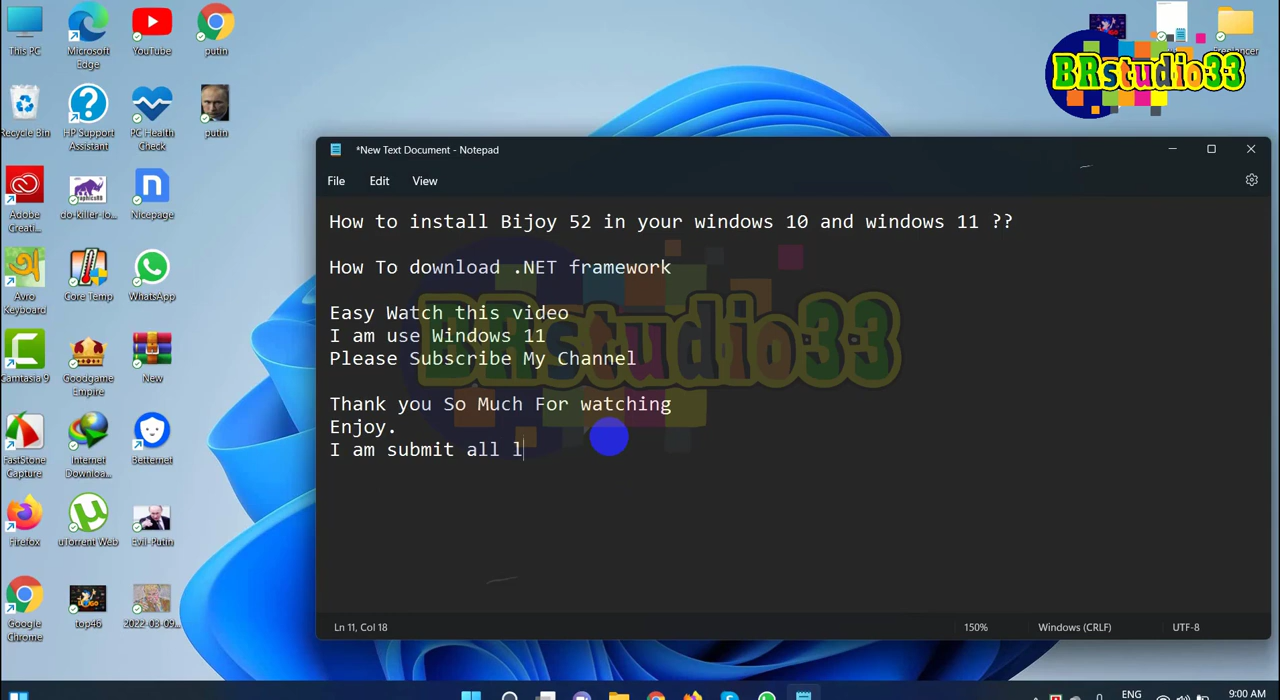 This PC
Microsoft
Edge
YouTube
putin
Recycle Bin
HP Support
Assistant
PC Health
Check
putin
Adobe
Creati...
do-killer-lo...
Nicepage
Avro
Keyboard
Core Temp
WhatsApp
Camtasia 9
Goodgame
Empire
New
FastStone
Capture
Internet
Downloa...
Betternet
Firefox
uTorrent Web
Evil-Putin
Google
Chrome
top46
2022-03-09...
BRstudio33
*New Text Document - Notepad
File Edit View
How to install Bijoy 52 in your windows 10 and windows 11 ??
How To download .NET framework
Easy Watch this video
I am use Windows 11
Please Subscribe My Channel
BRstudio33
Thank you So Much For watching
Enjoy.
I am submit all l
Ln 11, Col 18 150% Windows (CRLF) UTF-8
ENG 9:00 AM